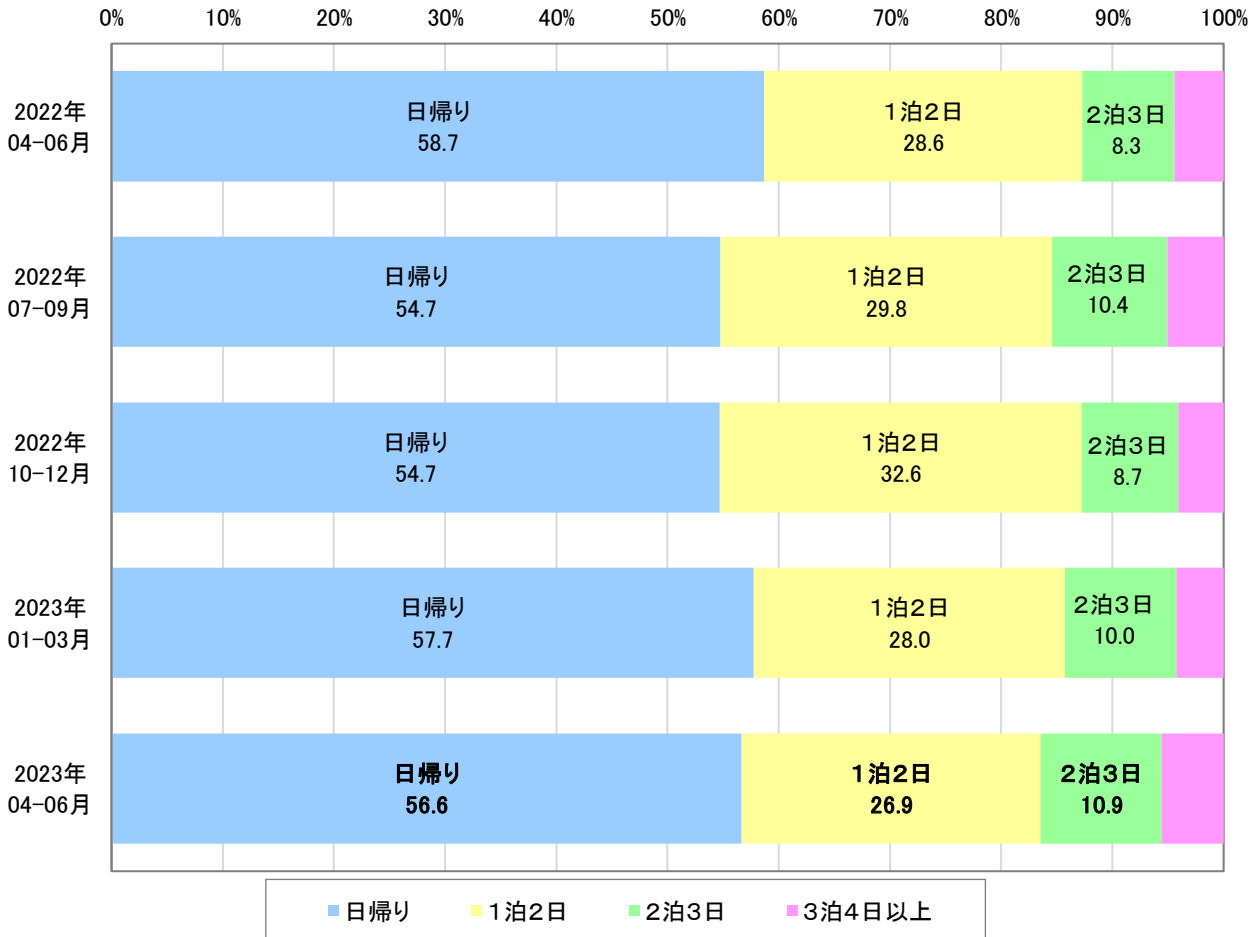 0% 10% 20% 30% 40% 50% 60% 70% 80% 90% 100%
2022年
04-06月
日帰り
58.7
1泊2日
28.6
2泊3日
8.3
2022年
07-09月
日帰り
54.7
1泊2日
29.8
2泊3日
10.4
2022年
10-12月
日帰り
54.7
1泊2日
32.6
2泊3日
8.7
2023年
01-03月
日帰り
57.7
1泊2日
28.0
2泊3日
10.0
2023年
04-06月
日帰り
56.6
1泊2日
26.9
2泊3日
10.9
日帰り 1泊2日 2泊3日 3泊4日以上